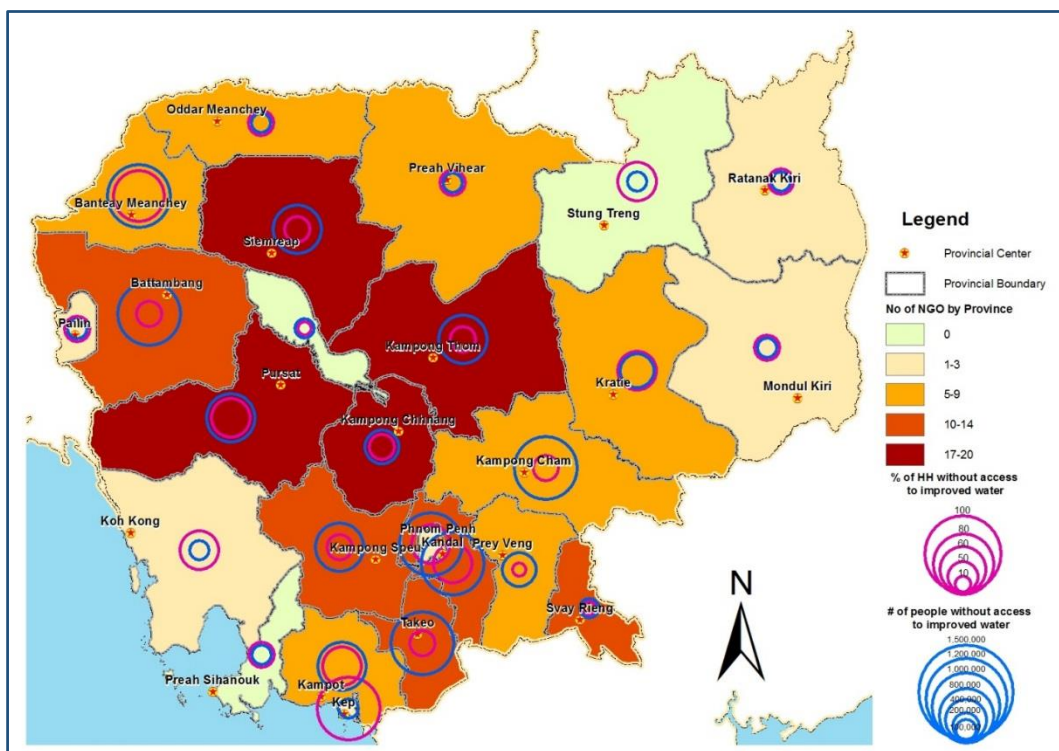 Oddar Meanchey
Preah Vihear
Ratanak Kiri
Banteay Meanchey
Stung Treng
Siemreap
Battambang
Pailin
Kampong Thom
Pursat
Kratie
Mondul Kiri
Kampong Chhnang
Kampong Cham
Koh Kong
Phnom Penh
Kandal
Prey Veng
Kampong Speu
Svay Rieng
Takeo
Preah Sihanouk
Kampot
Kep
N
Legend
Provincial Center
Provincial Boundary
No of NGO by Province
0
1-3
5-9
10-14
17-20
% of HH without access
to improved water
100
80
60
50
10
# of people without access
to improved water
1,500,000
1,200,000
1,000,000
800,000
400,000
200,000
100,000